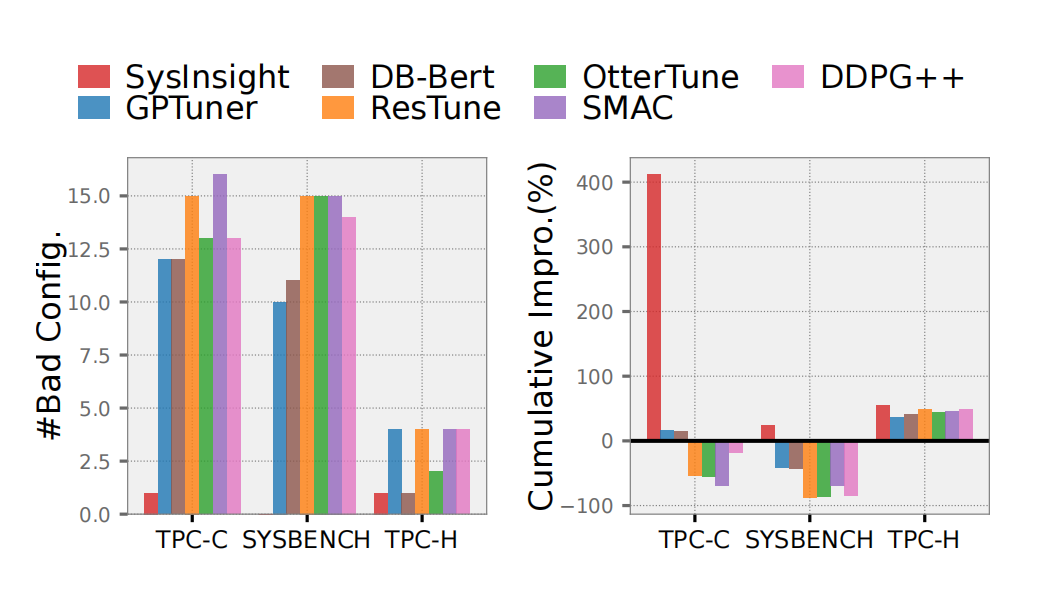 SysInsight DB-Bert OtterTune DDPG++
GPTuner ResTune SMAC
#Bad Config.
15.0
12.5
10.0
7.5
5.0
2.5
0.0
TPC-C SYSBENCH TPC-H
Cumulative Impro.(%)
400
300
200
100
0
−100
TPC-C SYSBENCH TPC-H